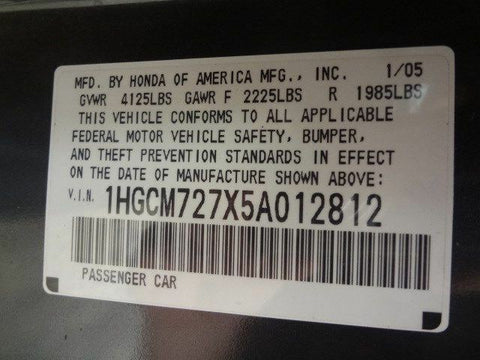 MFD. BY HONDA OF AMERICA MFG., INC. 1/05
GVWR 4125LBS GAWR F 2225LBS R 1985LBS
THIS VEHICLE CONFORMS TO ALL APPLICABLE
FEDERAL MOTOR VEHICLE SAFETY, BUMPER,
AND THEFT PREVENTION STANDARDS IN EFFECT
ON THE DATE OF MANUFACTURE SHOWN ABOVE:
V.I.N. 1HGCM727X5A012812
PASSENGER CAR